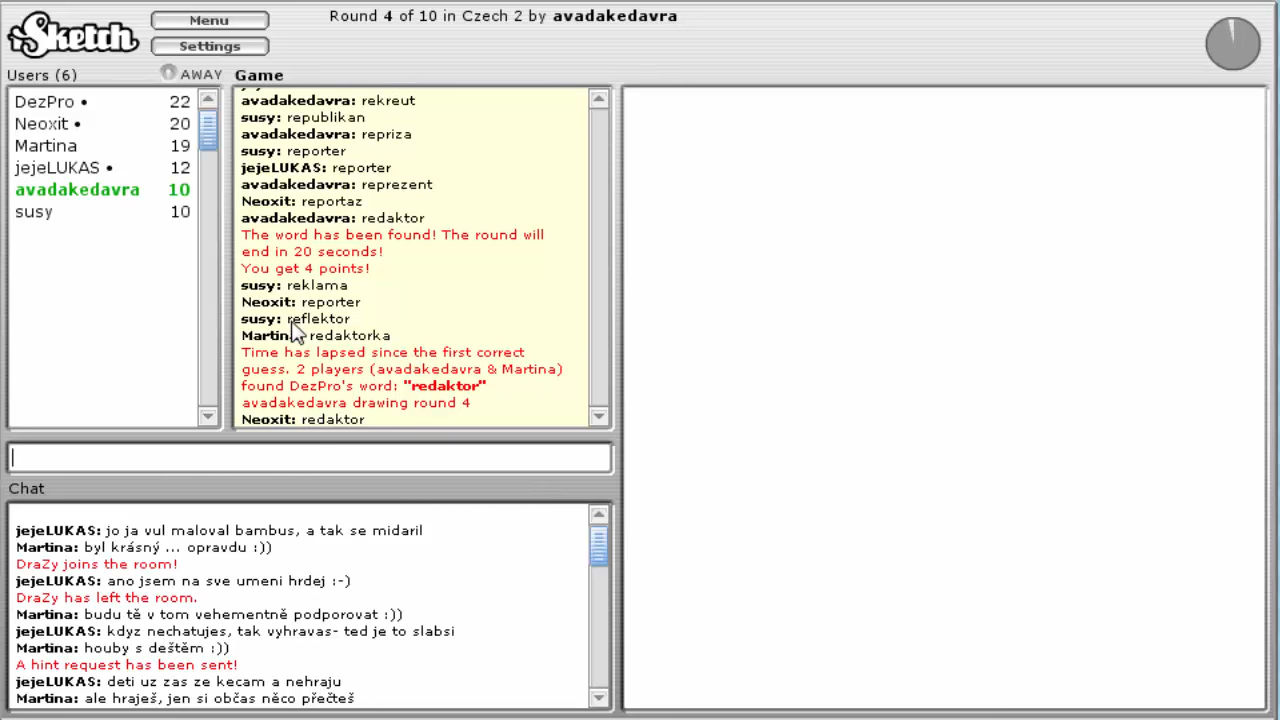 iSketch
Menu
Settings
Round 4 of 10 in Czech 2 by avadakedavra
Users (6)
AWAY
Game
DezPro • 22
Neoxit • 20
Martina 19
jejeLUKAS • 12
avadakedavra 10
susy 10
avadakedavra: rekreut
susy: republikan
avadakedavra: repriza
susy: reporter
jejeLUKAS: reporter
avadakedavra: reprezent
Neoxit: reportaz
avadakedavra: redaktor
The word has been found! The round will
end in 20 seconds!
You get 4 points!
susy: reklama
Neoxit: reporter
susy: reflektor
Martina: redaktorka
Time has lapsed since the first correct
guess. 2 players (avadakedavra & Martina)
found DezPro's word: "redaktor"
avadakedavra drawing round 4
Neoxit: redaktor
Chat
jejeLUKAS: jo ja vul maloval bambus, a tak se midaril
Martina: byl krásný ... opravdu :))
DraZy joins the room!
jejeLUKAS: ano jsem na sve umeni hrdej :-)
DraZy has left the room.
Martina: budu tě v tom vehementně podporovat :))
jejeLUKAS: kdyz nechatujes, tak vyhravas- ted je to slabsi
Martina: houby s deštěm :))
A hint request has been sent!
jejeLUKAS: deti uz zas ze kecam a nehraju
Martina: ale hraješ, jen si občas něco přečteš